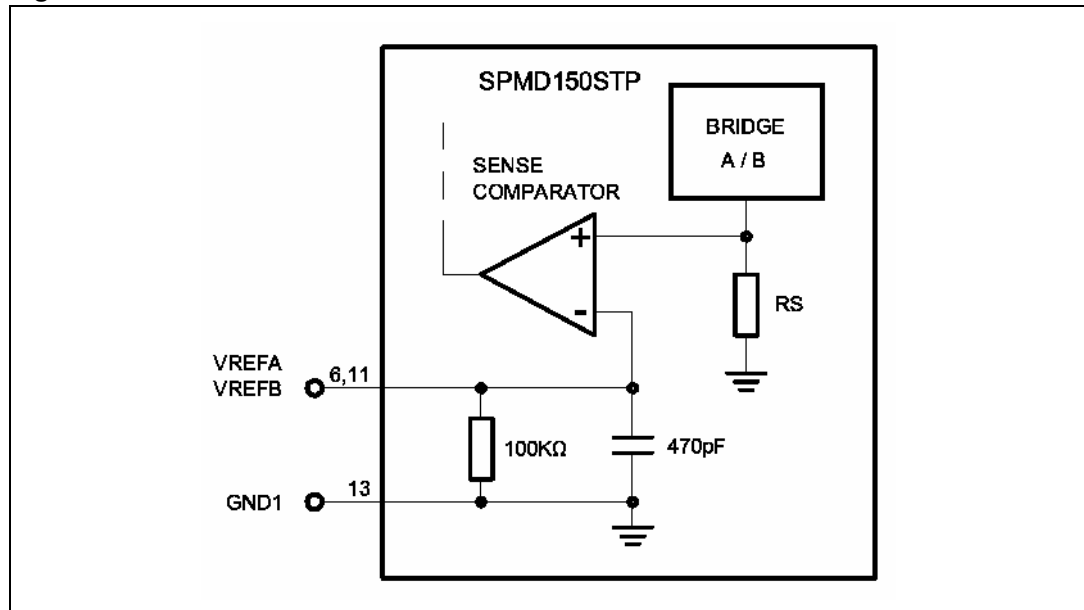 SPMD150STP
BRIDGE
A / B
SENSE
COMPARATOR
+
-
RS
VREFA
VREFB
6,11
100KΩ
470pF
GND1
13